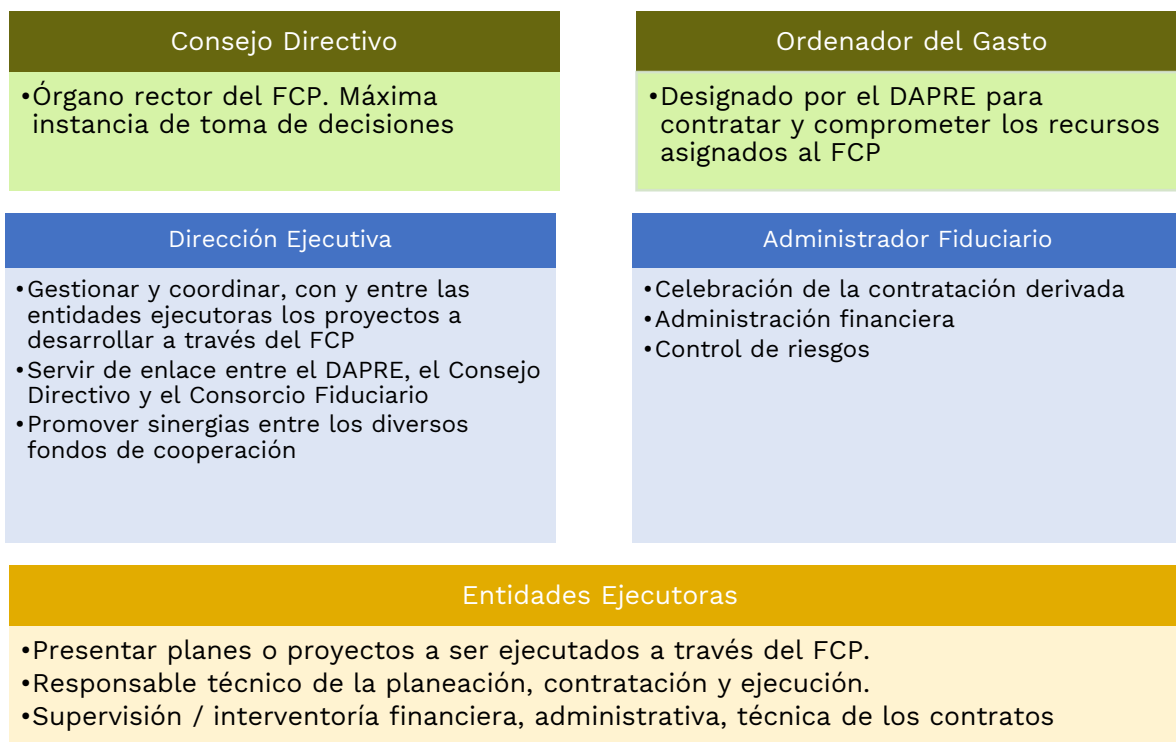 Consejo Directivo
•Órgano rector del FCP. Máxima
instancia de toma de decisiones
Ordenador del Gasto
•Designado por el DAPRE para
contratar y comprometer los recursos
asignados al FCP
Dirección Ejecutiva
•Gestionar y coordinar, con y entre las
entidades ejecutoras los proyectos a
desarrollar a través del FCP
•Servir de enlace entre el DAPRE, el Consejo
Directivo y el Consorcio Fiduciario
•Promover sinergias entre los diversos
fondos de cooperación
Administrador Fiduciario
•Celebración de la contratación derivada
•Administración financiera
•Control de riesgos
Entidades Ejecutoras
•Presentar planes o proyectos a ser ejecutados a través del FCP.
•Responsable técnico de la planeación, contratación y ejecución.
•Supervisión / interventoría financiera, administrativa, técnica de los contratos